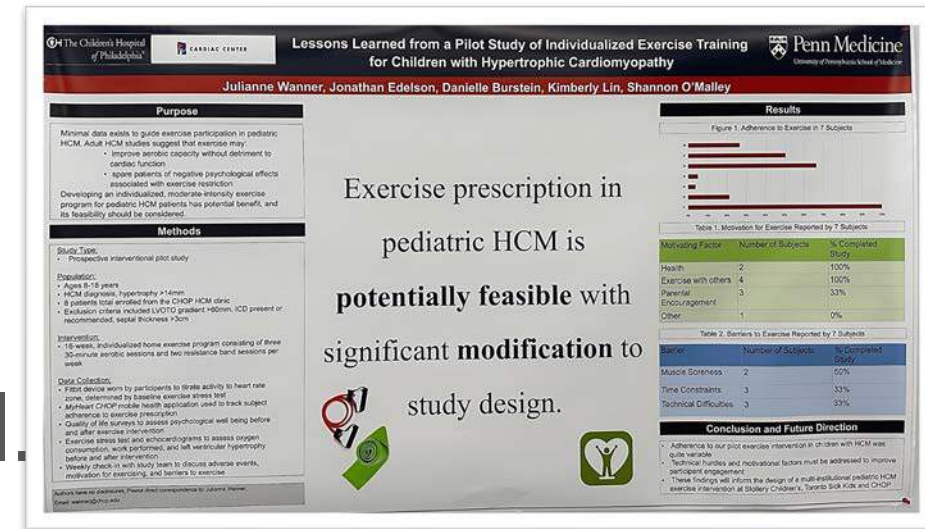 The Children's Hospital
of Philadelphia
CARDIAC CENTER
Lessons Learned from a Pilot Study of Individualized Exercise Training
for Children with Hypertrophic Cardiomyopathy
Penn Medicine
University of Pennsylvania School of Medicine
Julianne Wanner, Jonathan Edelson, Danielle Burstein, Kimberly Lin, Shannon O'Malley
Purpose
Minimal data exists to guide exercise participation in pediatric
HCM. Adult HCM studies suggest that exercise may:
• improve aerobic capacity without detriment to
cardiac function
• spare patients of negative psychological effects
associated with exercise restriction
Developing an individualized, moderate-intensity exercise
program for pediatric HCM patients has potential benefit, and
its feasibility should be considered.
Methods
Study Type:
• Prospective interventional pilot study
Population:
• Ages 8-18 years
• HCM diagnosis, hypertrophy >14mm
• 8 patients total enrolled from the CHOP HCM clinic
• Exclusion criteria included LVOTO gradient >60mm, ICD present or
recommended, septal thickness >3cm
Intervention:
• 16-week, individualized home exercise program consisting of three
30-minute aerobic sessions and two resistance band sessions per
week
Data Collection:
• Fitbit device worn by participants to titrate activity to heart rate
zone, determined by baseline exercise stress test
• MyHeart CHOP mobile health application used to track subject
adherence to exercise prescription
• Quality of life surveys to assess psychological well being before
and after exercise intervention
• Exercise stress test and echocardiograms to assess oxygen
consumption, work performed, and left ventricular hypertrophy
before and after intervention
• Weekly check-in with study team to discuss adverse events,
motivation for exercising, and barriers to exercise
Authors have no disclosures. Please direct correspondence to Julianne Wanner,
Email:
Exercise prescription in
pediatric HCM is
potentially feasible with
significant modification to
study design.
Results
Figure 1. Adherence to Exercise in 7 Subjects
Table 1. Motivation for Exercise Reported by 7 Subjects
Motivating Factor Number of Subjects % Completed
Study
Health 2 100%
Exercise with others 4 100%
Parental 3 33%
Encouragement
Other 1 0%
Table 2. Barriers to Exercise Reported by 7 Subjects
Barrier Number of Subjects % Completed
Study
Muscle Soreness 2 50%
Time Constraints 3 33%
Technical Difficulties 3 33%
Conclusion and Future Direction
• Adherence to our pilot exercise intervention in children with HCM was
quite variable
• Technical hurdles and motivational factors must be addressed to improve
participant engagement
• These findings will inform the design of a multi-institutional pediatric HCM
exercise intervention at Stollery Children's, Toronto Sick Kids and CHOP